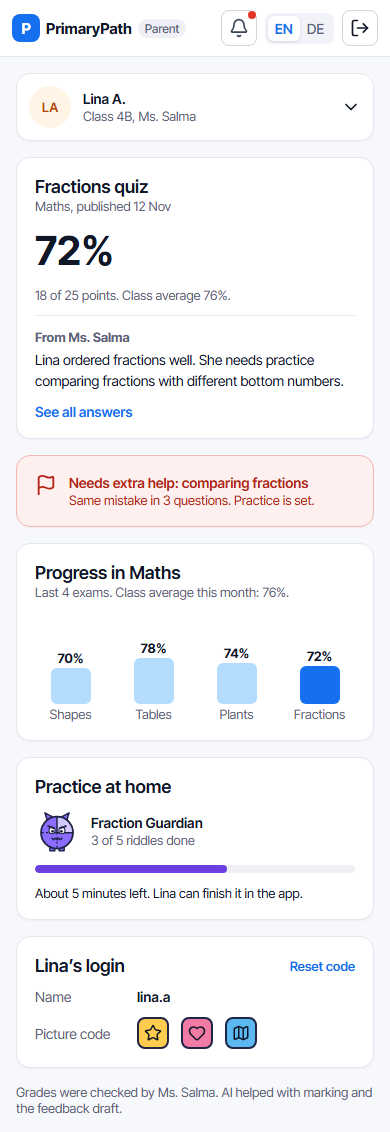 P PrimaryPath Parent EN DE
LA
Lina A.
Class 4B, Ms. Salma
Fractions quiz
Maths, published 12 Nov
72%
18 of 25 points. Class average 76%.
From Ms. Salma
Lina ordered fractions well. She needs practice
comparing fractions with different bottom numbers.
See all answers
Needs extra help: comparing fractions
Same mistake in 3 questions. Practice is set.
Progress in Maths
Last 4 exams. Class average this month: 76%.
70% 78% 74% 72%
Shapes Tables Plants Fractions
Practice at home
Fraction Guardian
3 of 5 riddles done
About 5 minutes left. Lina can finish it in the app.
Lina’s login Reset code
Name lina.a
Picture code
Grades were checked by Ms. Salma. AI helped with marking and
the feedback draft.